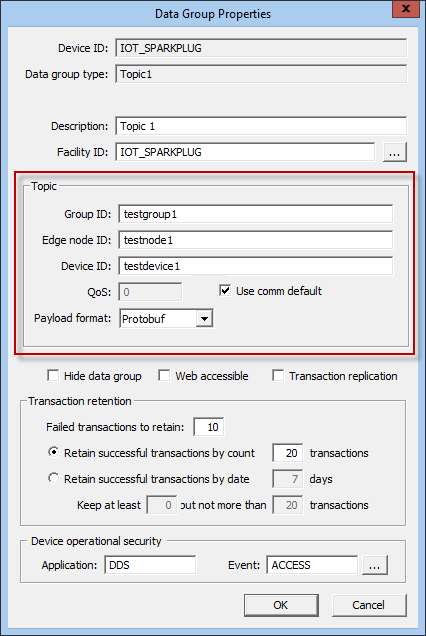 Data Group Properties x
Device ID: IOT_SPARKPLUG
Data group type: Topic1
Description: Topic 1
Facility ID: IOT_SPARKPLUG ...
Topic
Group ID: testgroup1
Edge node ID: testnode1
Device ID: testdevice1
QoS: 0 Use comm default
Payload format: Protobuf
Hide data group Web accessible Transaction replication
Transaction retention
Failed transactions to retain: 10
Retain successful transactions by count 20 transactions
Retain successful transactions by date 7 days
Keep at least 0 but not more than 20 transactions
Device operational security
Application: DDS Event: ACCESS ...
OK Cancel